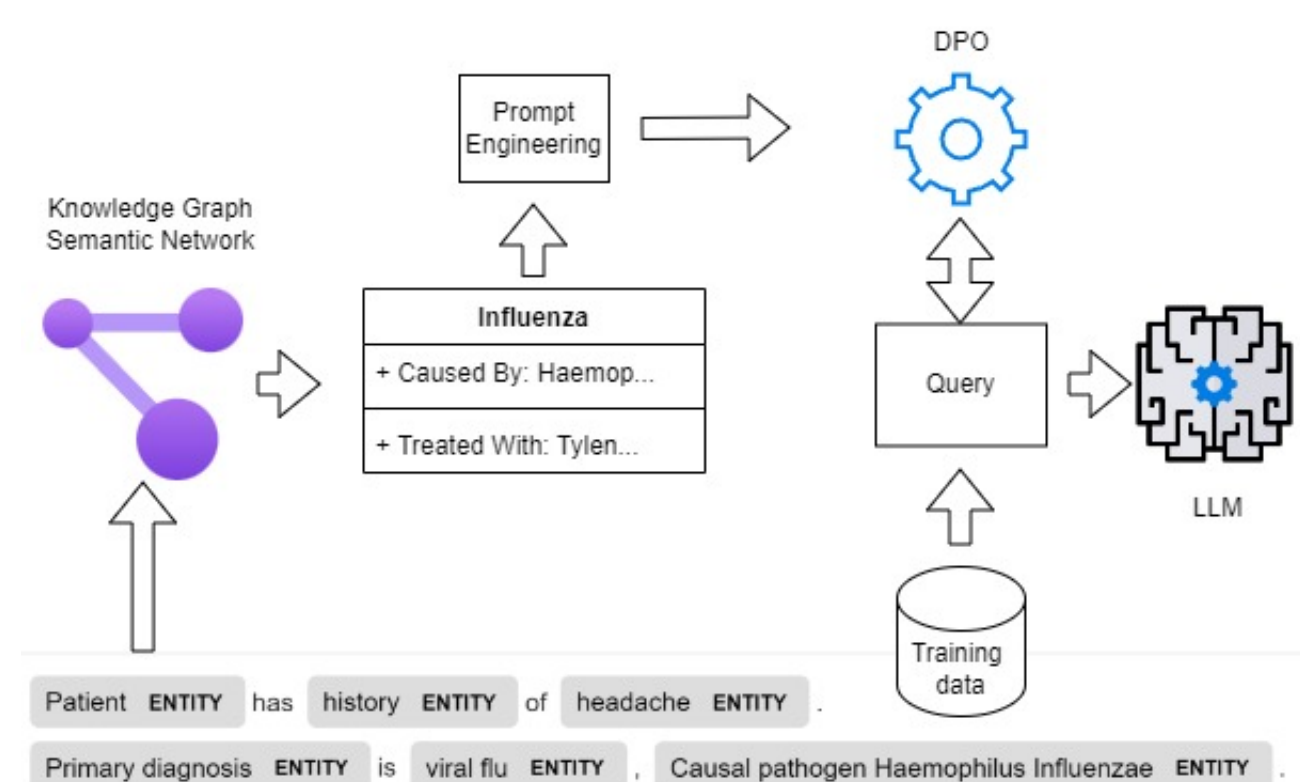 DPO
Prompt
Engineering
Knowledge Graph
Semantic Network
Influenza
+ Caused By: Haemop...
+ Treated With: Tylen...
Query
LLM
Training
data
Patient ENTITY has history ENTITY of headache ENTITY .
Primary diagnosis ENTITY is viral flu ENTITY , Causal pathogen Haemophilus Influenzae ENTITY .